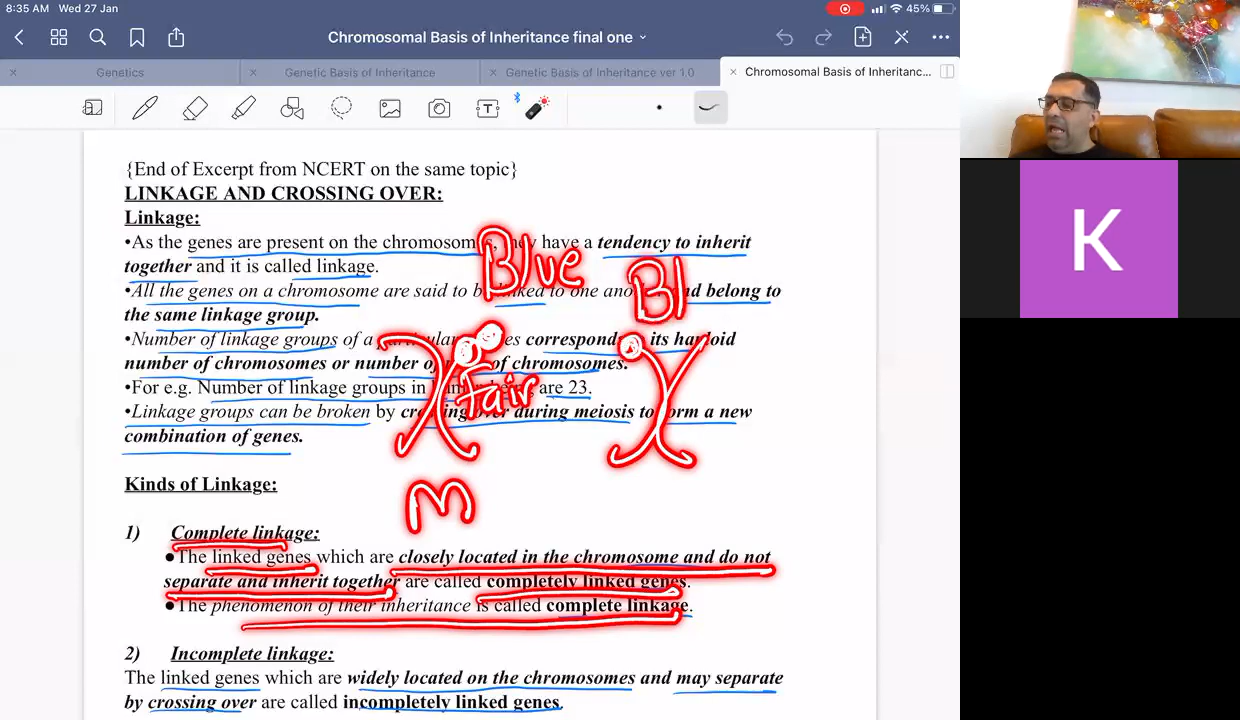 8:35 AM Wed 27 Jan
45%
Chromosomal Basis of Inheritance final one
Genetics
Genetic Basis of Inheritance
Genetic Basis of Inheritance ver 1.0
Chromosomal Basis of Inheritanc...
{End of Excerpt from NCERT on the same topic}
LINKAGE AND CROSSING OVER:
Linkage:
•As the genes are present on the chromosomes, they have a tendency to inherit
together and it is called linkage.
•All the genes on a chromosome are said to be linked to one and belong to
the same linkage group.
•Number of linkage groups of a particular corresponds its haploid
number of chromosomes or number of of chromosomes.
•For e.g. Number of linkage groups in are 23.
•Linkage groups can be broken by crossing over during meiosis to form a new
combination of genes.
Blue
Bl
Fair
M
Kinds of Linkage:
1) Complete linkage:
●The linked genes which are closely located in the chromosome and do not
separate and inherit together are called completely linked genes.
●The phenomenon of their inheritance is called complete linkage.
2) Incomplete linkage:
The linked genes which are widely located on the chromosomes and may separate
by crossing over are called incompletely linked genes.
K